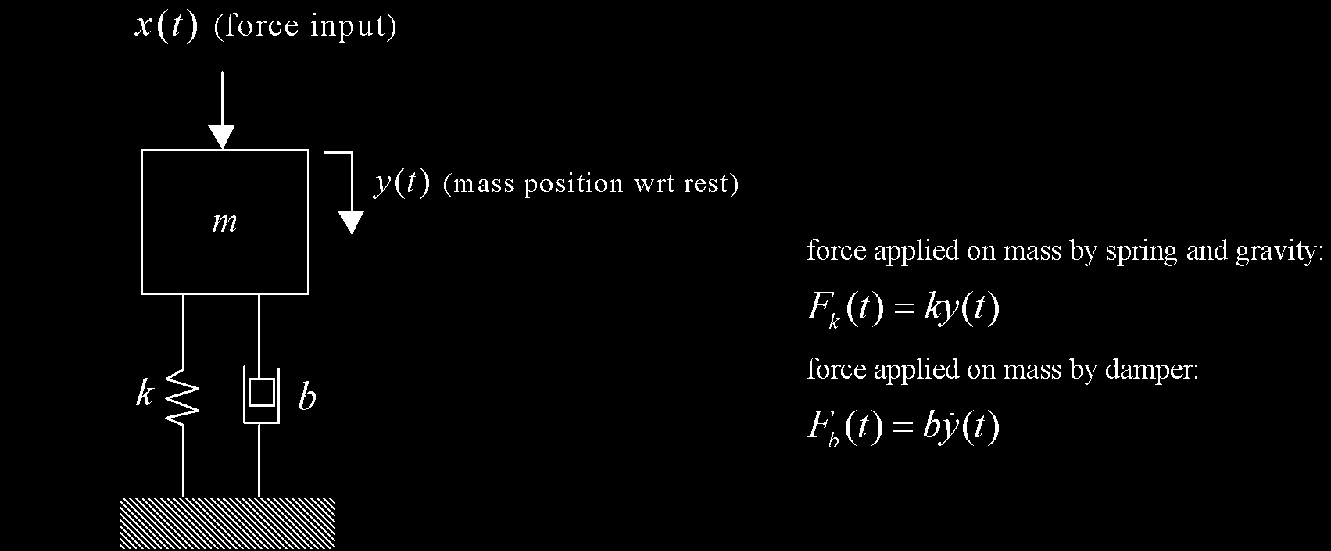 x(t) (force input)
y(t) (mass position wrt rest)
m
force applied on mass by spring and gravity:
F_k(t) = ky(t)
force applied on mass by damper:
k
b
F_b(t) = bẏ(t)